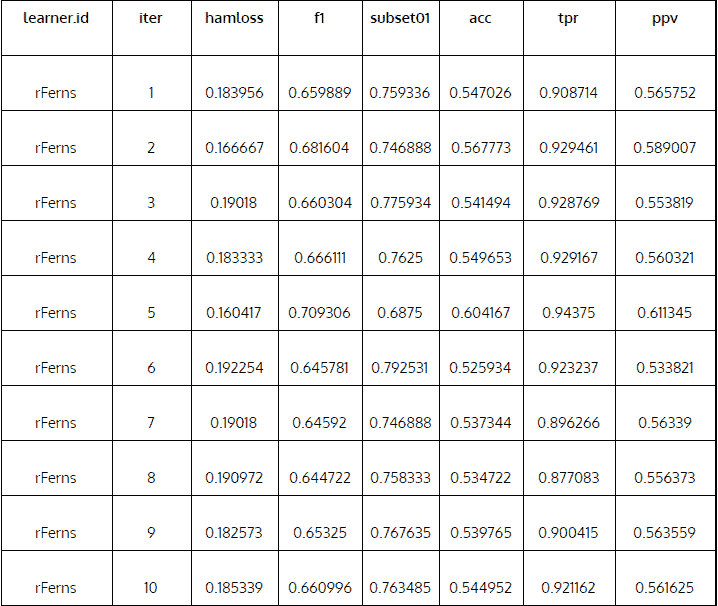 learner.id iter hamloss f1 subset01 acc tpr ppv
rFerns 1 0.183956 0.659889 0.759336 0.547026 0.908714 0.565752
rFerns 2 0.166667 0.681604 0.746888 0.567773 0.929461 0.589007
rFerns 3 0.19018 0.660304 0.775934 0.541494 0.928769 0.553819
rFerns 4 0.183333 0.666111 0.7625 0.549653 0.929167 0.560321
rFerns 5 0.160417 0.709306 0.6875 0.604167 0.94375 0.611345
rFerns 6 0.192254 0.645781 0.792531 0.525934 0.923237 0.533821
rFerns 7 0.19018 0.64592 0.746888 0.537344 0.896266 0.56339
rFerns 8 0.190972 0.644722 0.758333 0.534722 0.877083 0.556373
rFerns 9 0.182573 0.65325 0.767635 0.539765 0.900415 0.563559
rFerns 10 0.185339 0.660996 0.763485 0.544952 0.921162 0.561625